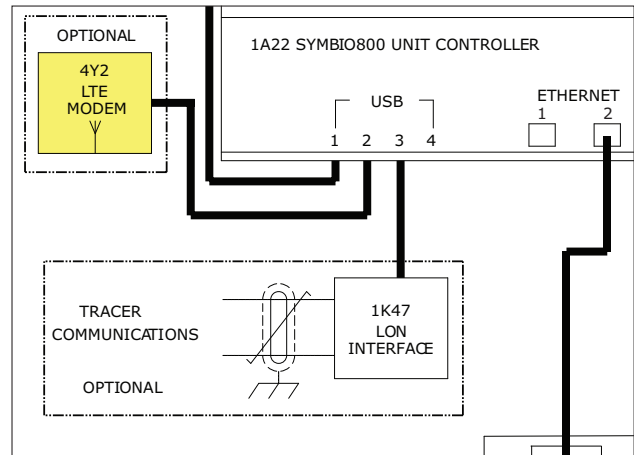 OPTIONAL
4Y2
LTE
MODEM
1A22 SYMBIO800 UNIT CONTROLLER
USB
1 2 3 4
ETHERNET
1 2
TRACER
COMMUNICATIONS
OPTIONAL
1K47
LON
INTERFACE